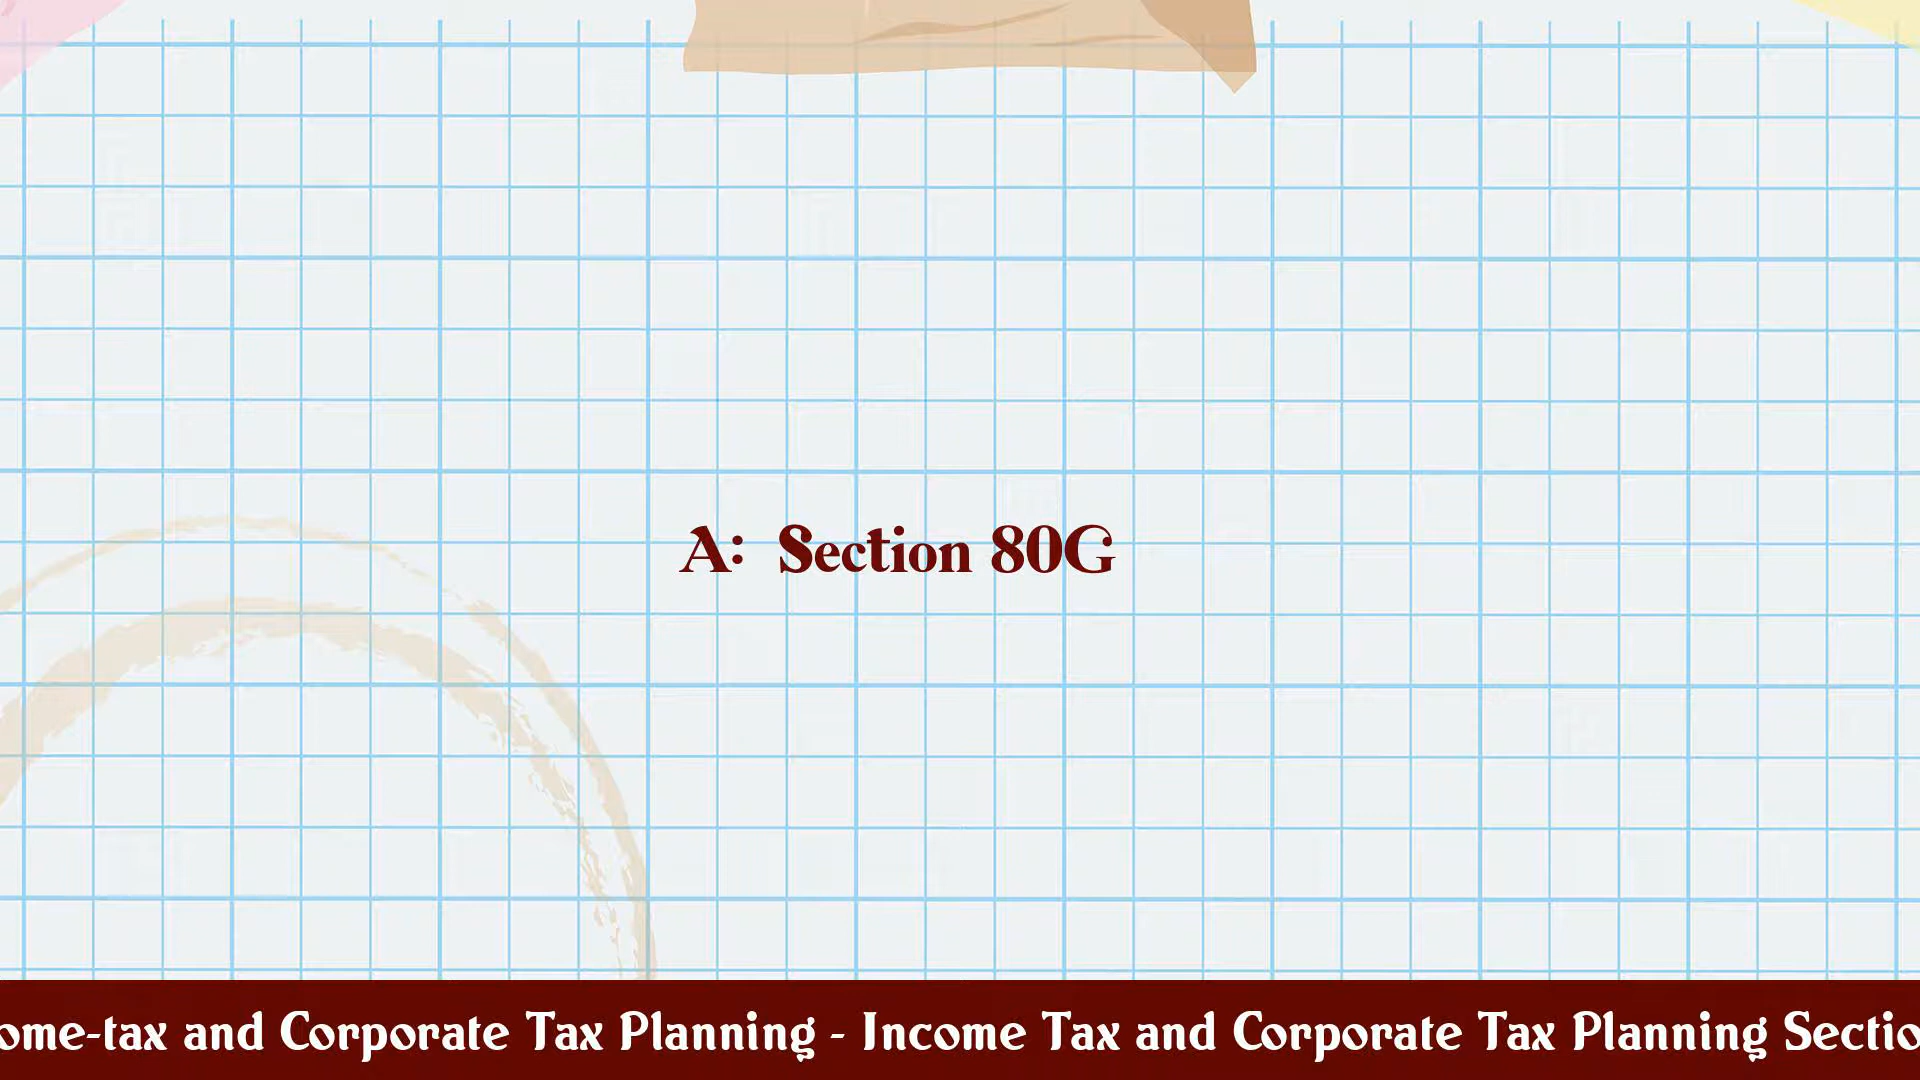 A: Section 80G
ome-tax and Corporate Tax Planning - Income Tax and Corporate Tax Planning Sectio